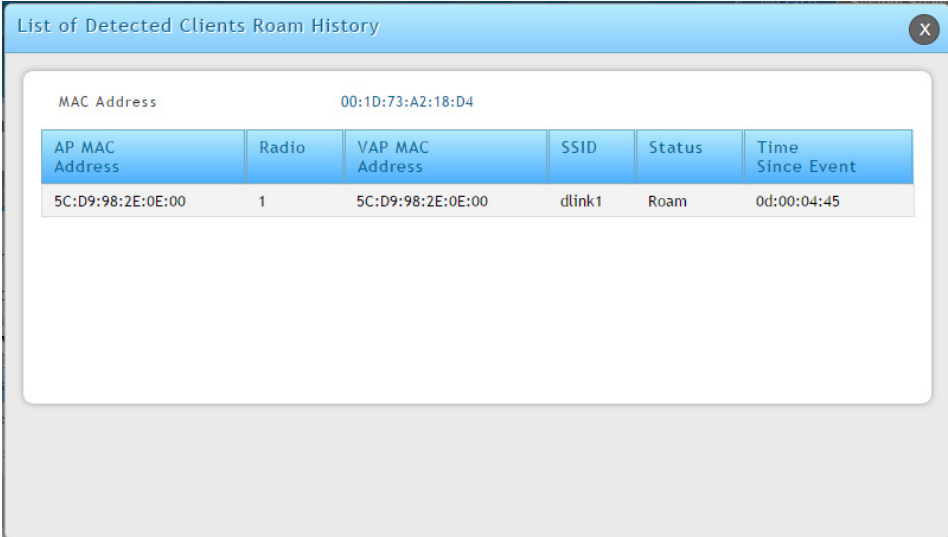 List of Detected Clients Roam History
X
MAC Address 00:1D:73:A2:18:D4
AP MAC Address Radio VAP MAC Address SSID Status Time Since Event
5C:D9:98:2E:0E:00 1 5C:D9:98:2E:0E:00 dlink1 Roam 0d:00:04:45